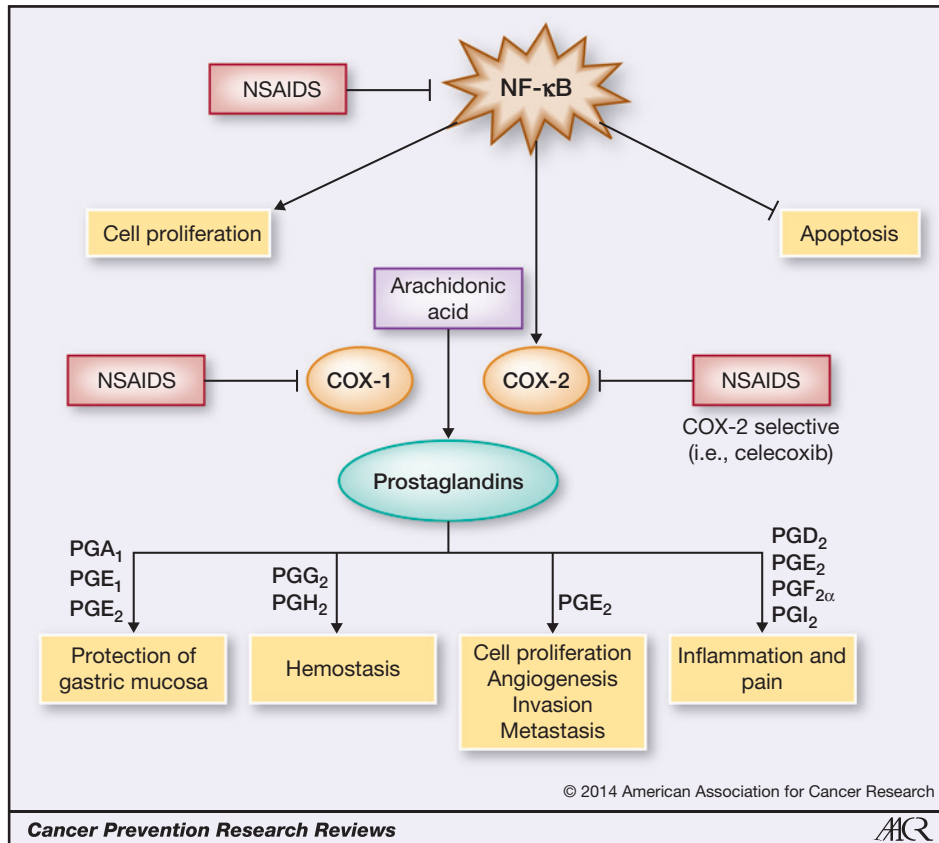 NSAIDS
NF-κB
Cell proliferation
Apoptosis
Arachidonic
acid
NSAIDS
COX-1
COX-2
NSAIDS
COX-2 selective
(i.e., celecoxib)
Prostaglandins
PGA₁
PGE₁
PGE₂
PGG₂
PGH₂
PGE₂
PGD₂
PGE₂
PGF₂α
PGI₂
Protection of
gastric mucosa
Hemostasis
Cell proliferation
Angiogenesis
Invasion
Metastasis
Inflammation and
pain
© 2014 American Association for Cancer Research
Cancer Prevention Research Reviews
AACR